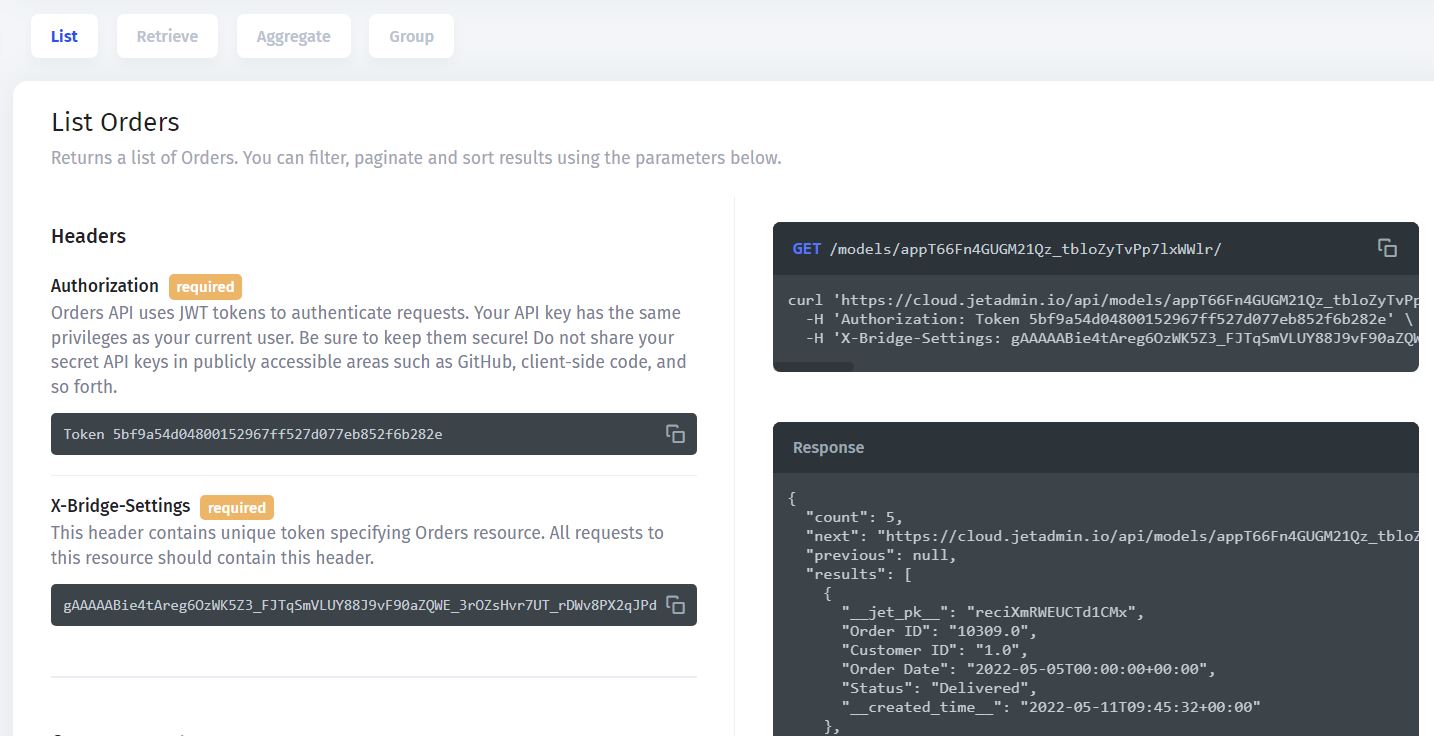 List Retrieve Aggregate Group
List Orders
Returns a list of Orders. You can filter, paginate and sort results using the parameters below.
Headers
Authorization required
Orders API uses JWT tokens to authenticate requests. Your API key has the same
privileges as your current user. Be sure to keep them secure! Do not share your
secret API keys in publicly accessible areas such as GitHub, client-side code, and
so forth.
Token 5bf9a54d04800152967ff527d077eb852f6b282e
X-Bridge-Settings required
This header contains unique token specifying Orders resource. All requests to
this resource should contain this header.
gAAAAABie4tAreg6OzWK5Z3_FJTqSmVLUY88J9vF90aZQWE_3rOZsHvr7UT_rDWv8PX2qJPd
GET /models/appT66Fn4GUGM21Qz_tbloZyTvPp7lxWWlr/
curl 'https://cloud.jetadmin.io/api/models/appT66Fn4GUGM21Qz_tbloZyTvPp
-H 'Authorization: Token 5bf9a54d04800152967ff527d077eb852f6b282e' \
-H 'X-Bridge-Settings: gAAAAABie4tAreg6OzWK5Z3_FJTqSmVLUY88J9vF90aZQW
Response
{
"count": 5,
"next": "https://cloud.jetadmin.io/api/models/appT66Fn4GUGM21Qz_tbloZ
"previous": null,
"results": [
{
"__jet_pk__": "reciXmRWEUCTd1CMx",
"Order ID": "10309.0",
"Customer ID": "1.0",
"Order Date": "2022-05-05T00:00:00+00:00",
"Status": "Delivered",
"__created_time__": "2022-05-11T09:45:32+00:00"
},